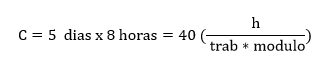 C = 5 dias x 8 horas = 40 (h / trab * modulo)